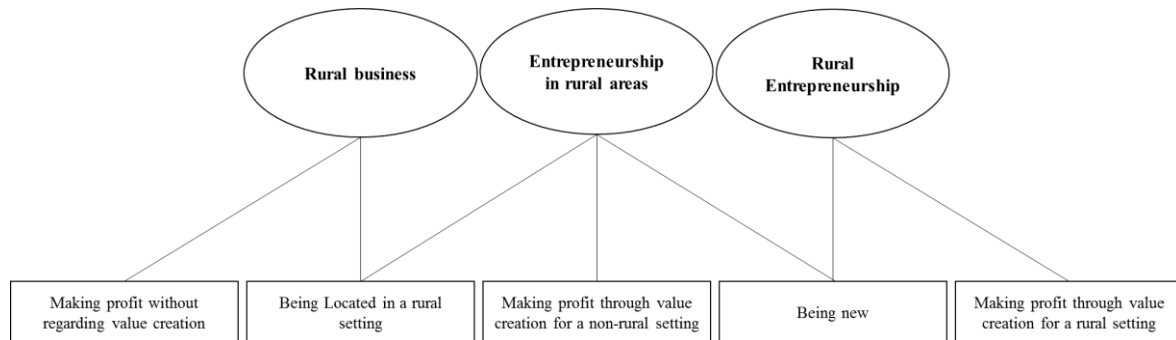 Rural business
Entrepreneurship
in rural areas
Rural
Entrepreneurship
Making profit without
regarding value creation
Being Located in a rural
setting
Making profit through value
creation for a non-rural setting
Being new
Making profit through value
creation for a rural setting